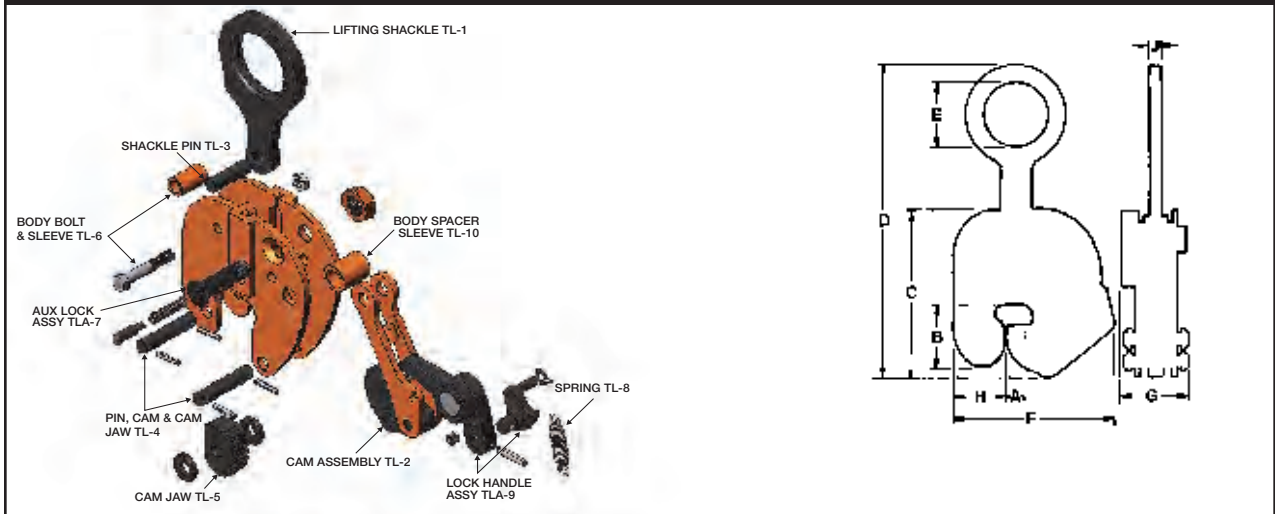 LIFTING SHACKLE TL-1
SHACKLE PIN TL-3
BODY BOLT
& SLEEVE TL-6
BODY SPACER
SLEEVE TL-10
AUX LOCK
ASSY TLA-7
SPRING TL-8
PIN, CAM & CAM
JAW TL-4
CAM ASSEMBLY TL-2
LOCK HANDLE
ASSY TLA-9
CAM JAW TL-5
J
E
D
C
B
H
A
F
G